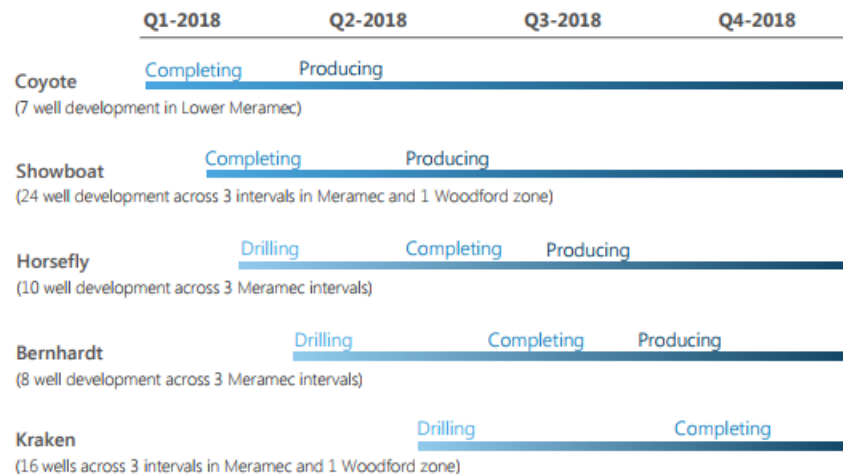 Q1-2018 Q2-2018 Q3-2018 Q4-2018
Completing Producing
Coyote
(7 well development in Lower Meramec)
Completing Producing
Showboat
(24 well development across 3 intervals in Meramec and 1 Woodford zone)
Drilling Completing Producing
Horsefly
(10 well development across 3 Meramec intervals)
Drilling Completing Producing
Bernhardt
(8 well development across 3 Meramec intervals)
Drilling Completing
Kraken
(16 wells across 3 intervals in Meramec and 1 Woodford zone)